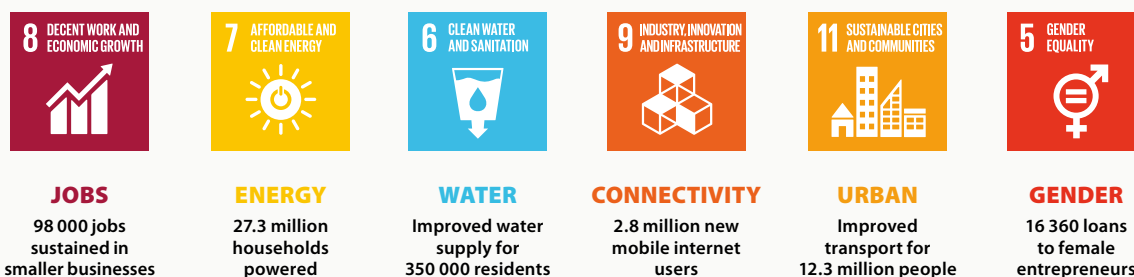 8 DECENT WORK AND
ECONOMIC GROWTH
7 AFFORDABLE AND
CLEAN ENERGY
6 CLEAN WATER
AND SANITATION
9 INDUSTRY, INNOVATION
AND INFRASTRUCTURE
11 SUSTAINABLE CITIES
AND COMMUNITIES
5 GENDER
EQUALITY
JOBS
98 000 jobs
sustained in
smaller businesses
ENERGY
27.3 million
households
powered
WATER
Improved water
supply for
350 000 residents
CONNECTIVITY
2.8 million new
mobile internet
users
URBAN
Improved
transport for
12.3 million people
GENDER
16 360 loans
to female
entrepreneurs